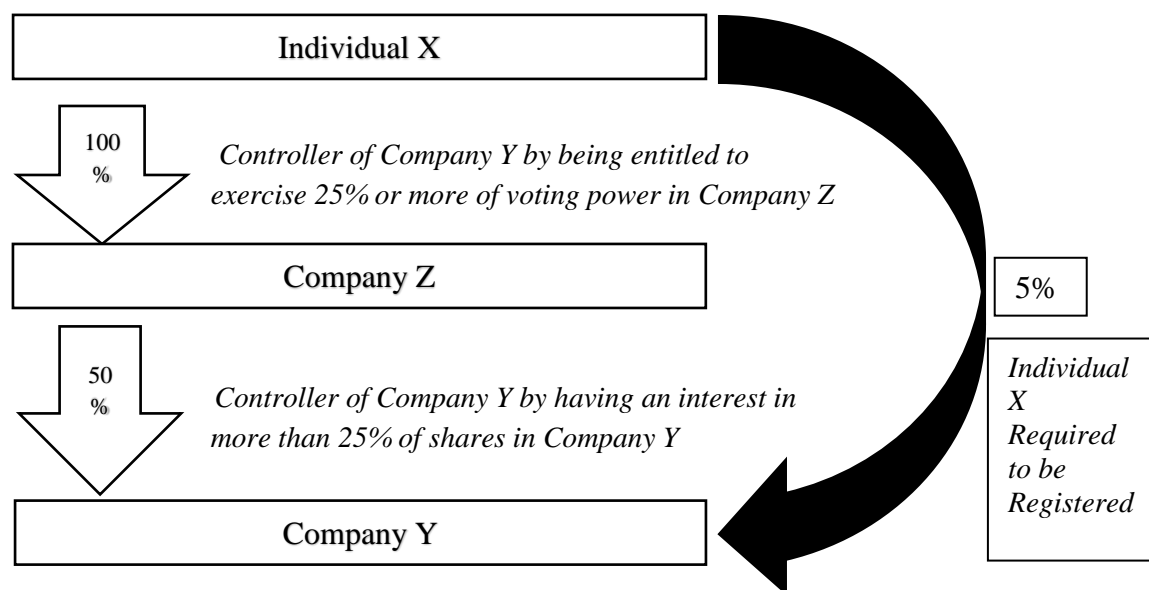 Individual X
100
%
Controller of Company Y by being entitled to
exercise 25% or more of voting power in Company Z
Company Z
5%
50
%
Controller of Company Y by having an interest in
more than 25% of shares in Company Y
Individual
X
Required
to be
Registered
Company Y